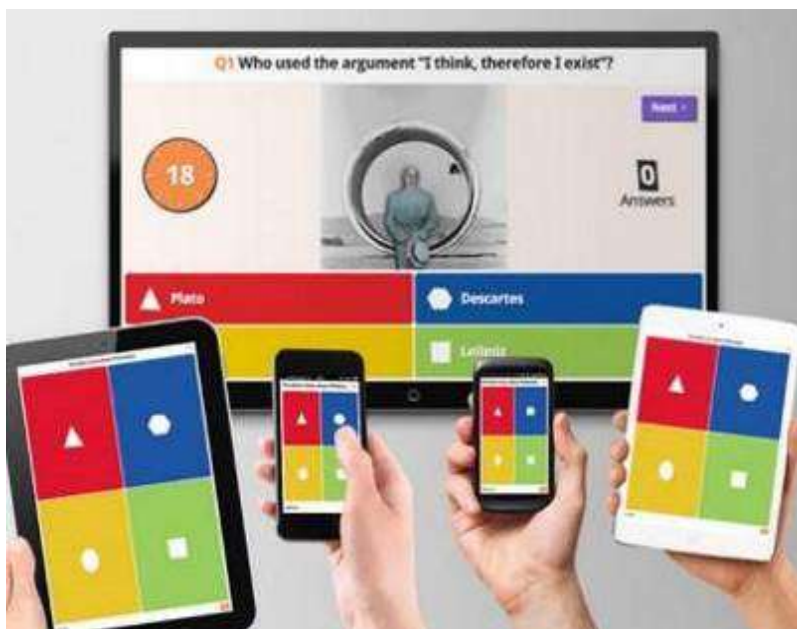 Q1 Who used the argument "I think, therefore I exist"?
Next
18
0
Answers
Plato
Descartes
Leibniz